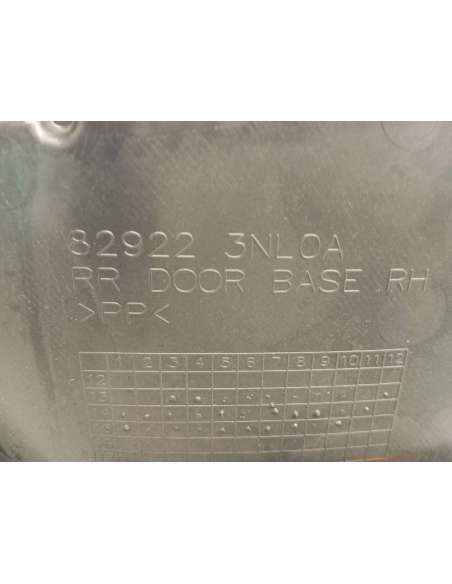 82922 3NL0A
RR DOOR BASE RH
>PP<
1 2 3 4 5 6 7 8 9 10 11 12
12
13